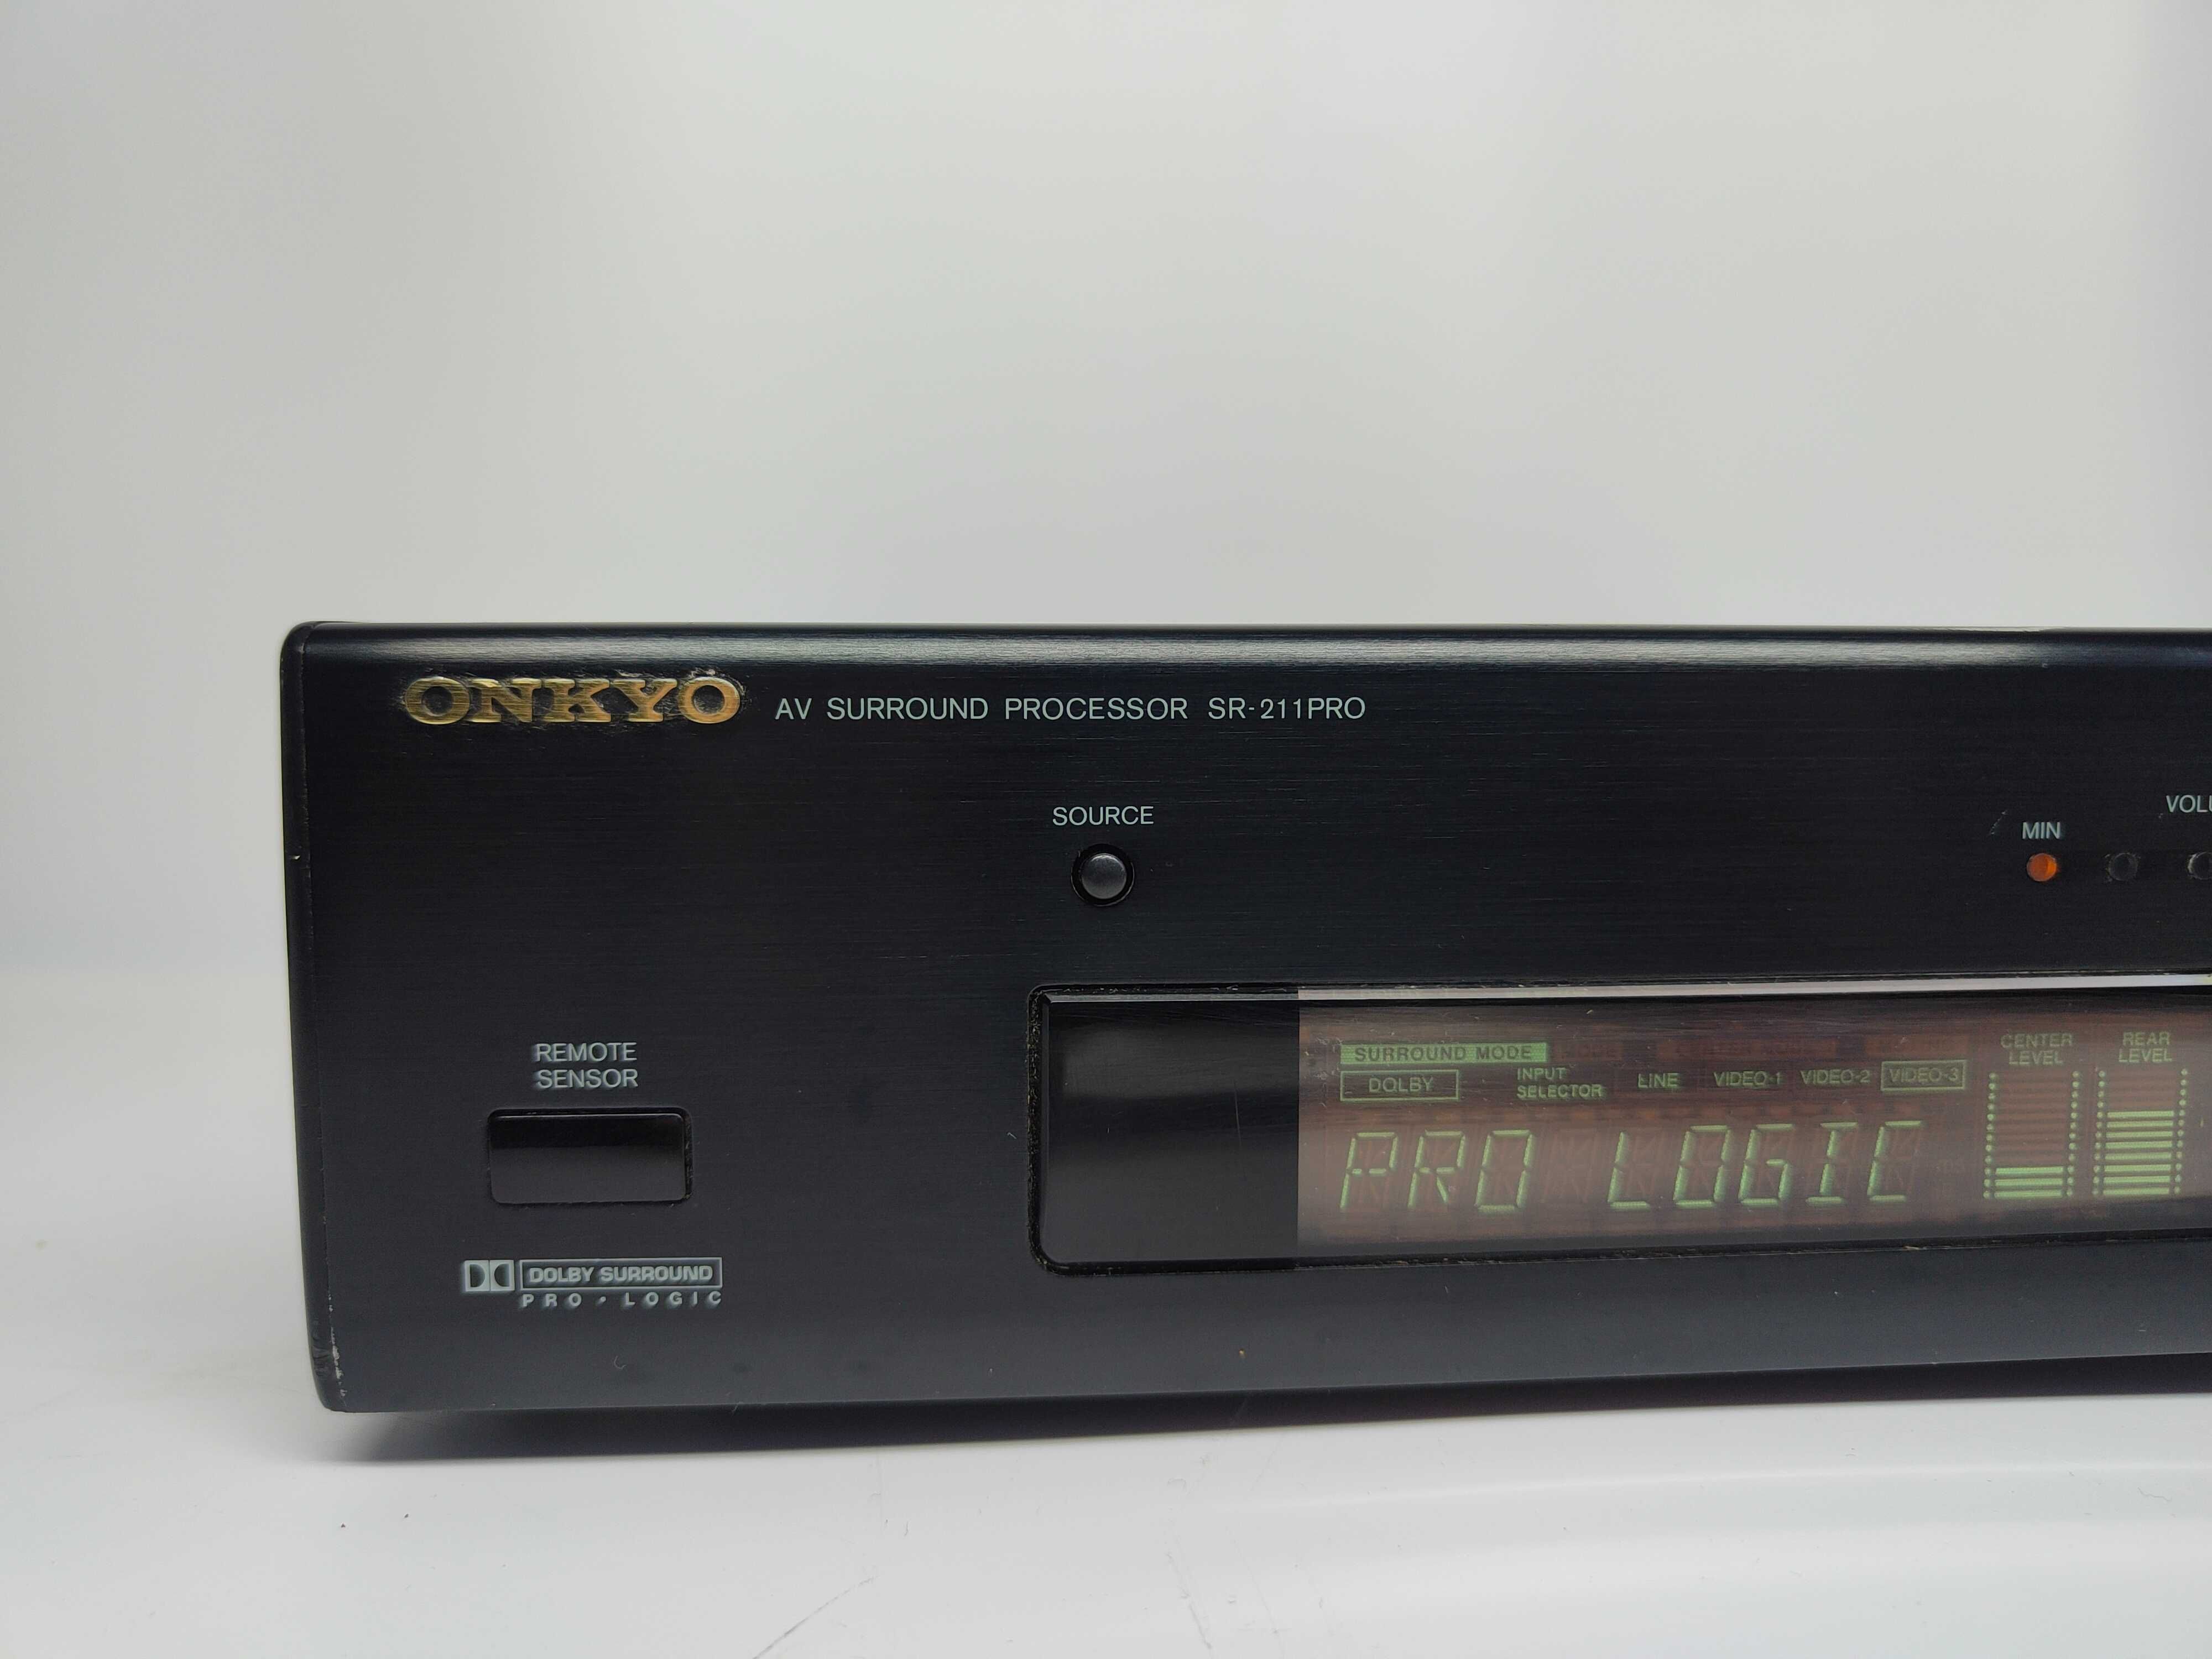 ONKYO AV SURROUND PROCESSOR SR-211PRO
SOURCE
MIN
REMOTE
SENSOR
SURROUND MODE
DOLBY
INPUT
SELECTOR
LINE VIDEO-1 VIDEO-2 VIDEO-3
CENTER
LEVEL
REAR
LEVEL
PRO LOGIC
DOLBY SURROUND
PRO·LOGIC